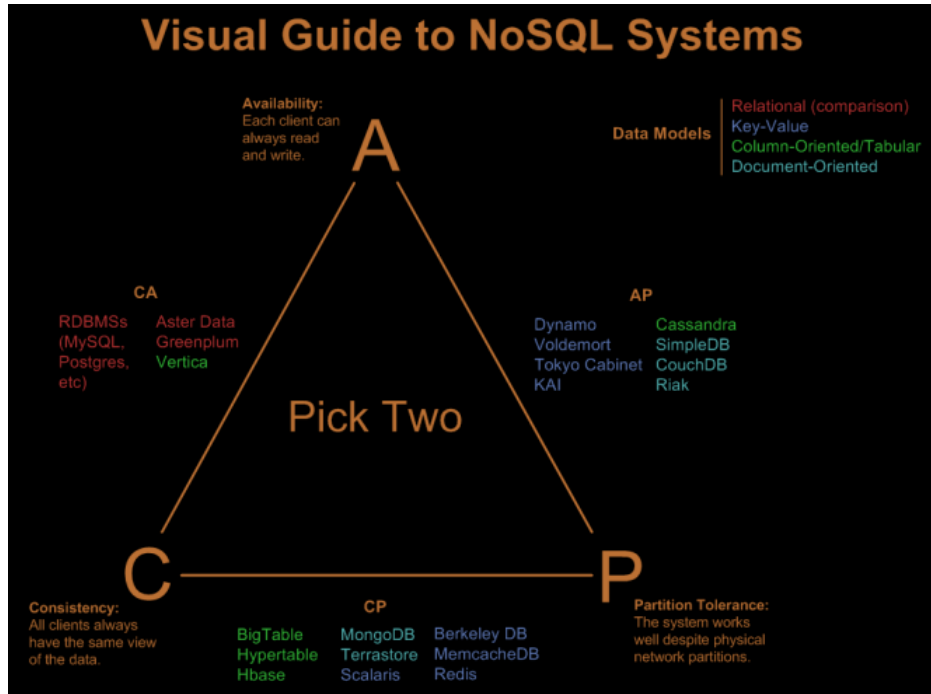 Visual Guide to NoSQL Systems
Availability:
Each client can
always read
and write.
A
Data Models
Relational (comparison)
Key-Value
Column-Oriented/Tabular
Document-Oriented
CA
RDBMSs
(MySQL,
Postgres,
etc)
Aster Data
Greenplum
Vertica
AP
Dynamo
Voldemort
Tokyo Cabinet
KAI
Cassandra
SimpleDB
CouchDB
Riak
Pick Two
C
P
Consistency:
All clients always
have the same view
of the data.
CP
BigTable
Hypertable
Hbase
MongoDB
Terrastore
Scalaris
Berkeley DB
MemcacheDB
Redis
Partition Tolerance:
The system works
well despite physical
network partitions.